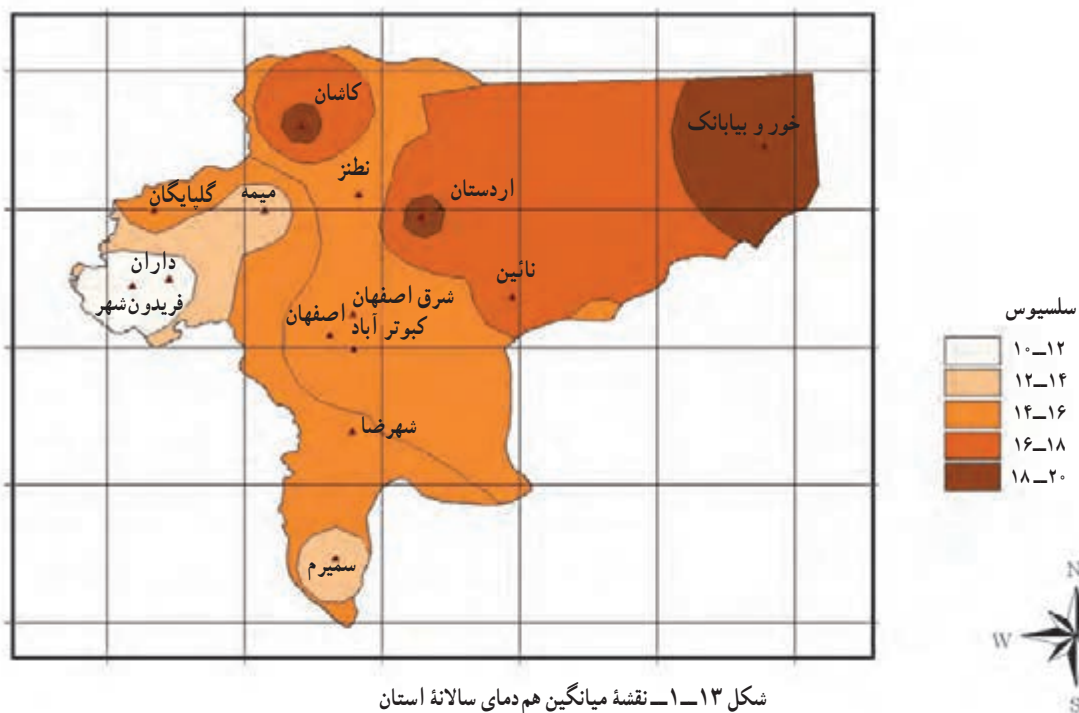 کاشان
خور و بیابانک
نطنز
اردستان
میمه
گلپایگان
داران
فریدون‌شهر
نائین
شرق اصفهان
اصفهان
کبوتر آباد
شهرضا
سمیرم
سلسیوس
۱۰ــ۱۲
۱۲ــ۱۴
۱۴ــ۱۶
۱۶ــ۱۸
۱۸ــ۲۰
N
W
S
شکل ۱۳ــ۱ــ نقشهٔ میانگین هم‌دمای سالانهٔ استان